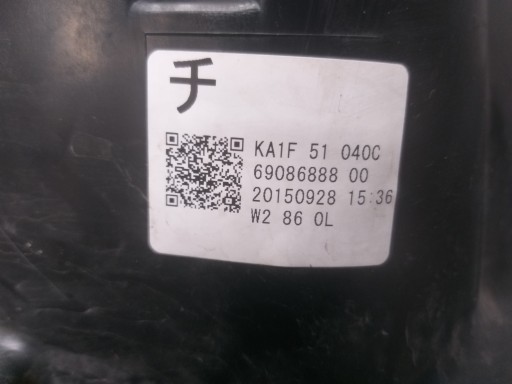 チ
KA1F 51 040C
69086888 00
20150928 15:36
W2 86 0L